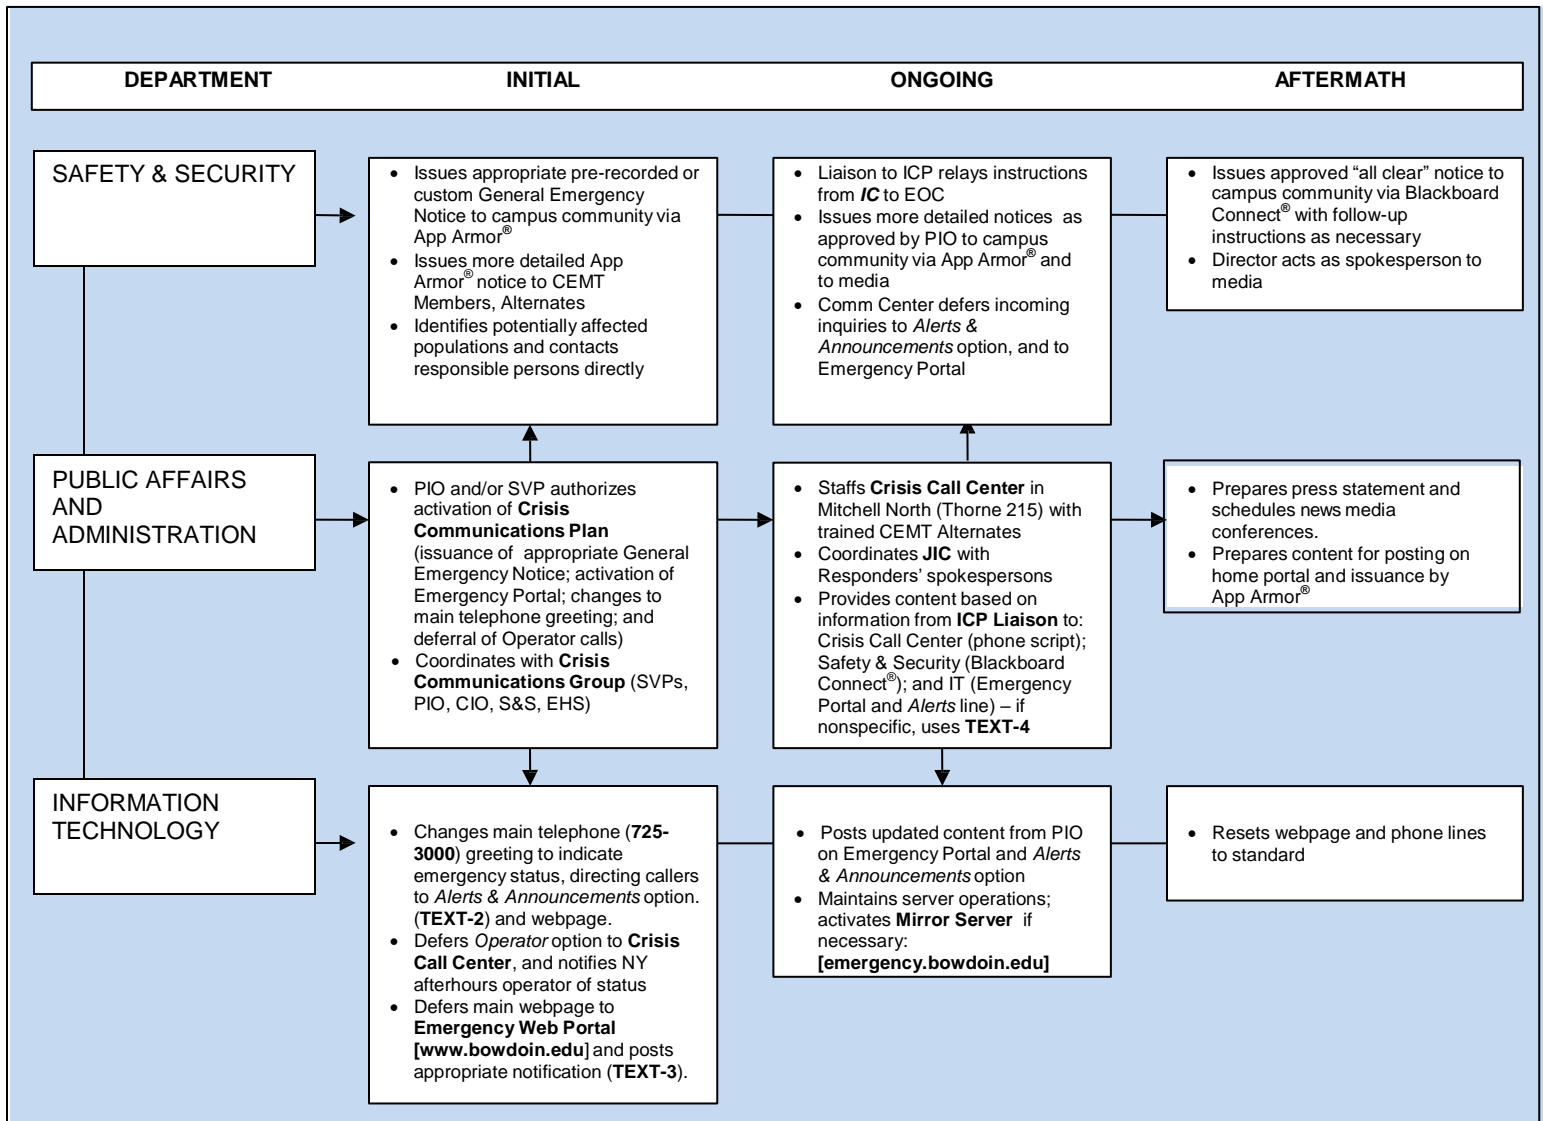 DEPARTMENT INITIAL ONGOING AFTERMATH
SAFETY & SECURITY
• Issues appropriate pre-recorded or
custom General Emergency
Notice to campus community via
App Armor®
• Issues more detailed App
Armor® notice to CEMT
Members, Alternates
• Identifies potentially affected
populations and contacts
responsible persons directly
• Liaison to ICP relays instructions
from IC to EOC
• Issues more detailed notices as
approved by PIO to campus
community via App Armor® and
to media
• Comm Center defers incoming
inquiries to Alerts &
Announcements option, and to
Emergency Portal
• Issues approved “all clear” notice to
campus community via Blackboard
Connect® with follow-up
instructions as necessary
• Director acts as spokesperson to
media
PUBLIC AFFAIRS
AND
ADMINISTRATION
• PIO and/or SVP authorizes
activation of Crisis
Communications Plan
(issuance of appropriate General
Emergency Notice; activation of
Emergency Portal; changes to
main telephone greeting; and
deferral of Operator calls)
• Coordinates with Crisis
Communications Group (SVPs,
PIO, CIO, S&S, EHS)
• Staffs Crisis Call Center in
Mitchell North (Thorne 215) with
trained CEMT Alternates
• Coordinates JIC with
Responders’ spokespersons
• Provides content based on
information from ICP Liaison to:
Crisis Call Center (phone script);
Safety & Security (Blackboard
Connect®); and IT (Emergency
Portal and Alerts line) – if
nonspecific, uses TEXT-4
• Prepares press statement and
schedules news media
conferences.
• Prepares content for posting on
home portal and issuance by
App Armor®
INFORMATION
TECHNOLOGY
• Changes main telephone (725-
3000) greeting to indicate
emergency status, directing callers
to Alerts & Announcements option.
(TEXT-2) and webpage.
• Defers Operator option to Crisis
Call Center, and notifies NY
afterhours operator of status
• Defers main webpage to
Emergency Web Portal
[www.bowdoin.edu] and posts
appropriate notification (TEXT-3).
• Posts updated content from PIO
on Emergency Portal and Alerts
& Announcements option
• Maintains server operations;
activates Mirror Server if
necessary:
[emergency.bowdoin.edu]
• Resets webpage and phone lines
to standard